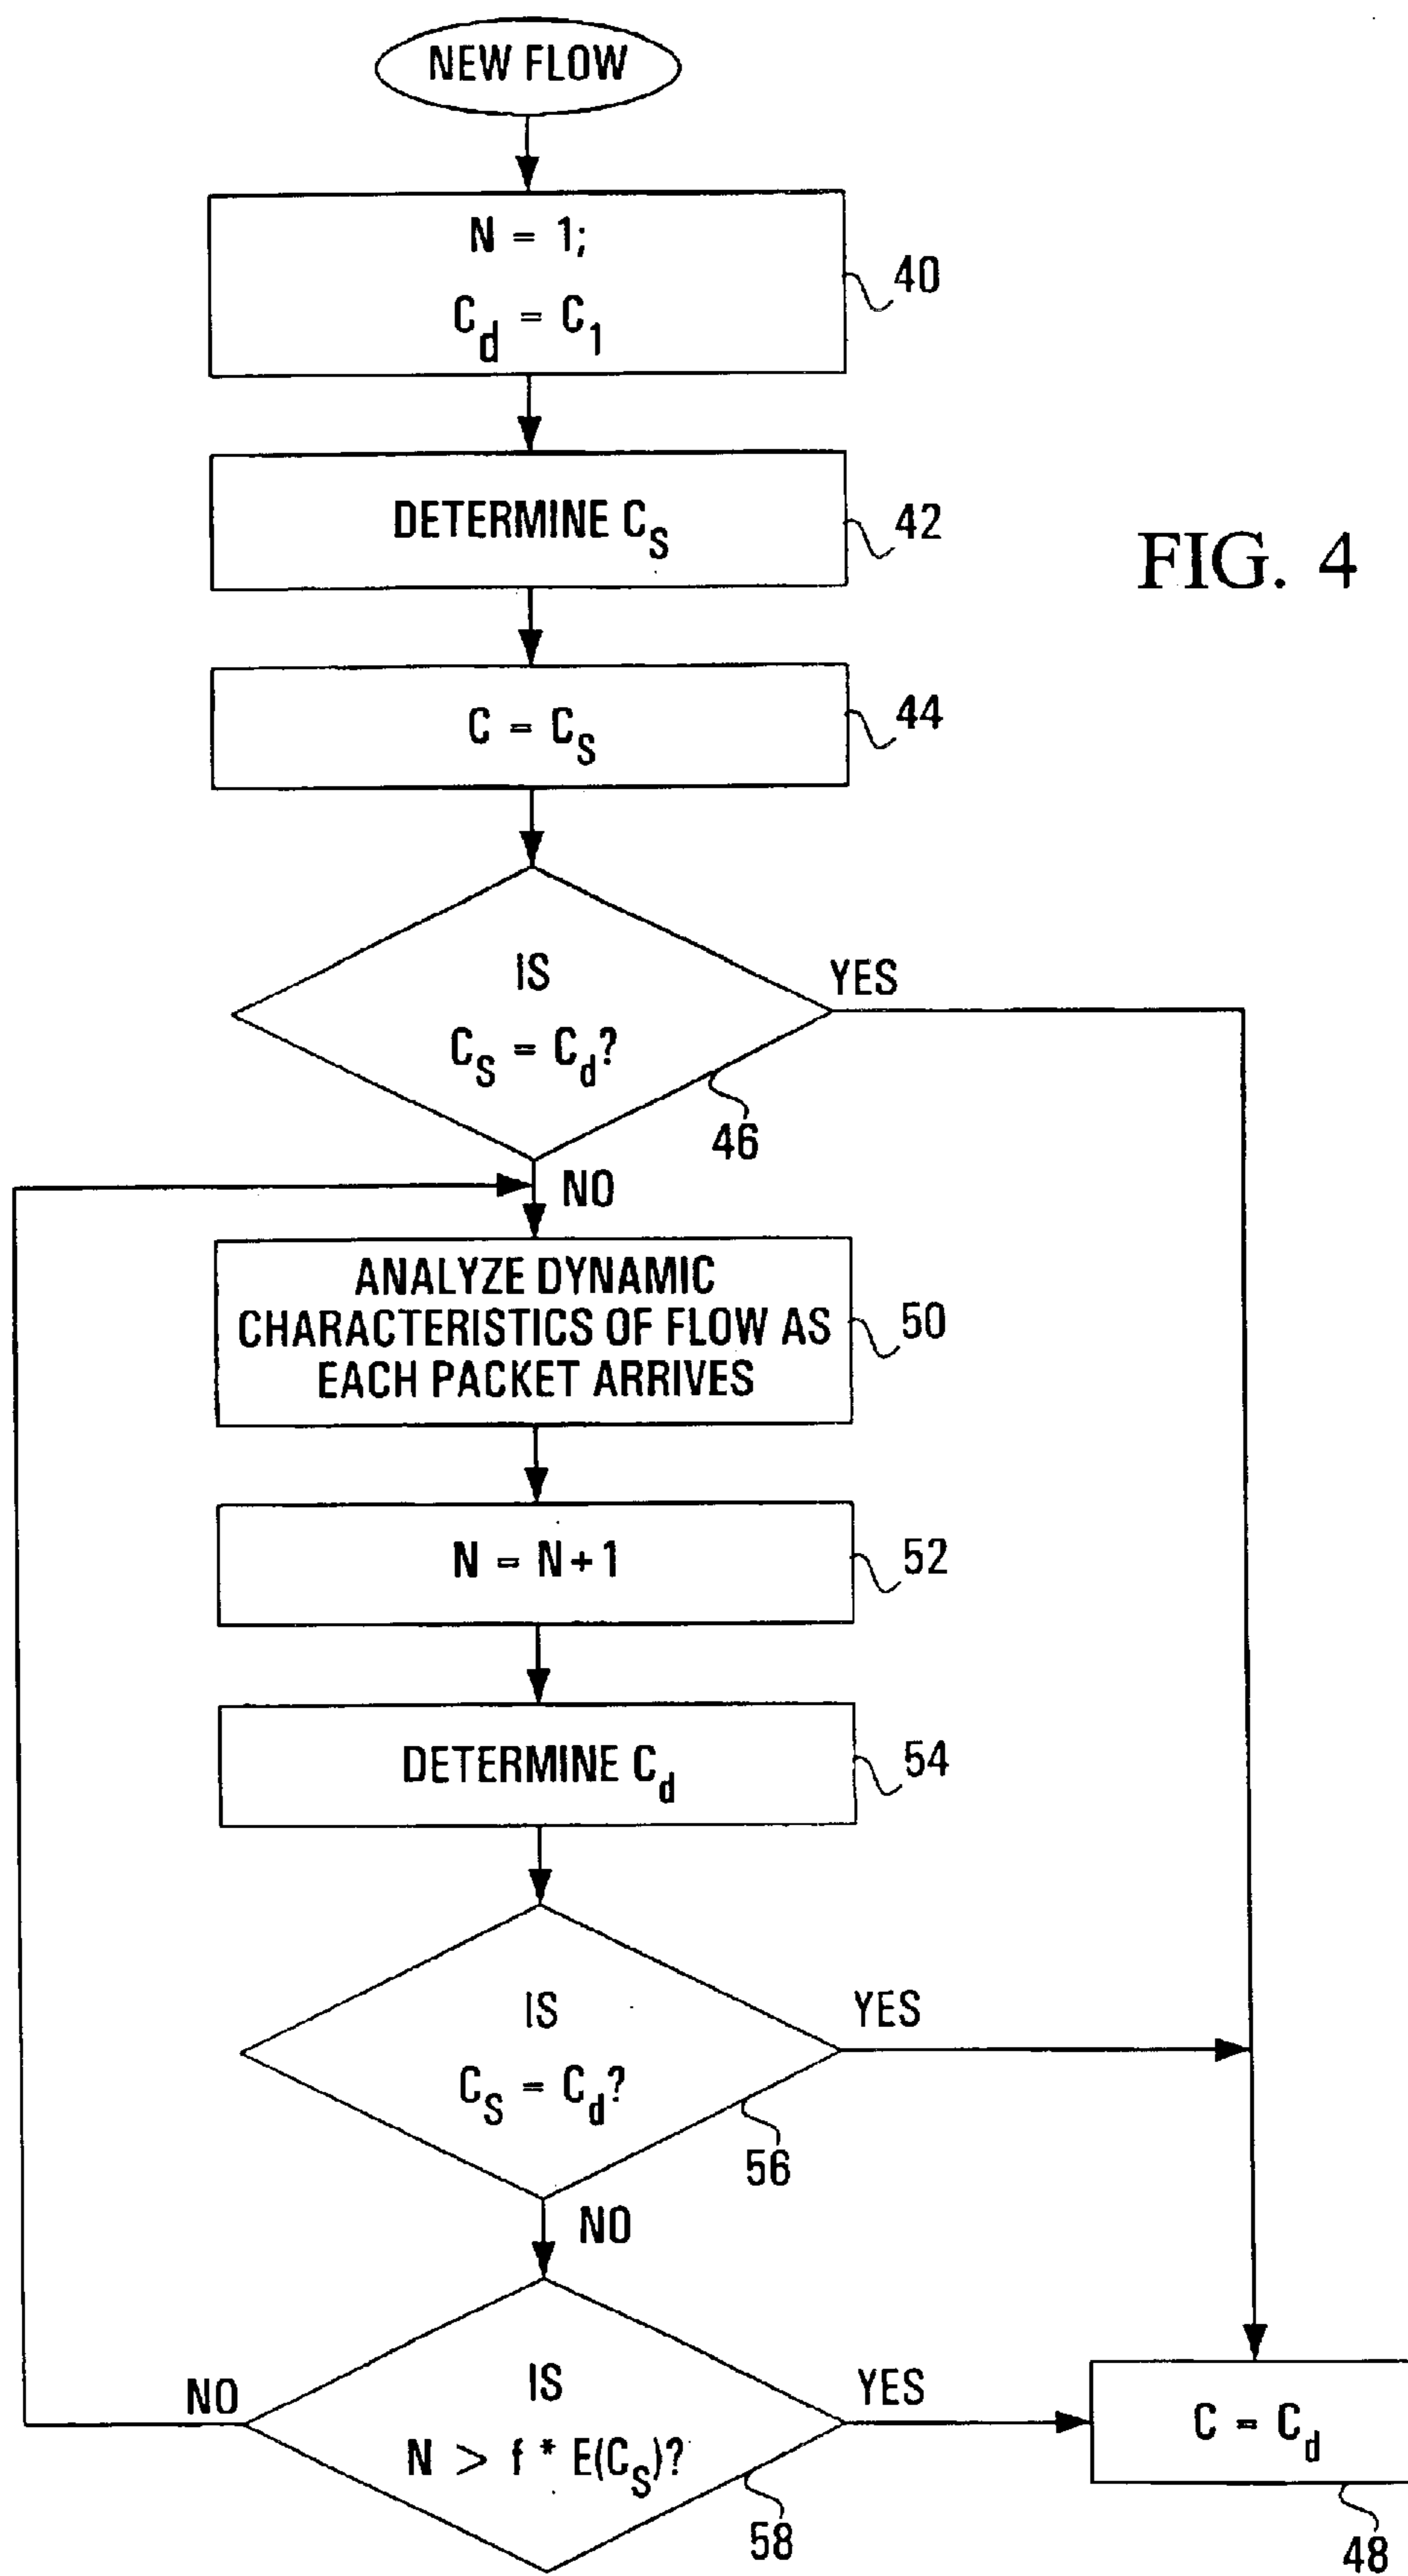 NEW FLOW
N = 1;
C_d = C_1
40
DETERMINE C_S
42
FIG. 4
C = C_S
44
IS
C_S = C_d?
YES
46
NO
ANALYZE DYNAMIC
CHARACTERISTICS OF FLOW AS
EACH PACKET ARRIVES
50
N = N+1
52
DETERMINE C_d
54
IS
C_S = C_d?
YES
56
NO
IS
N > f * E(C_S)?
NO
YES
58
C = C_d
48